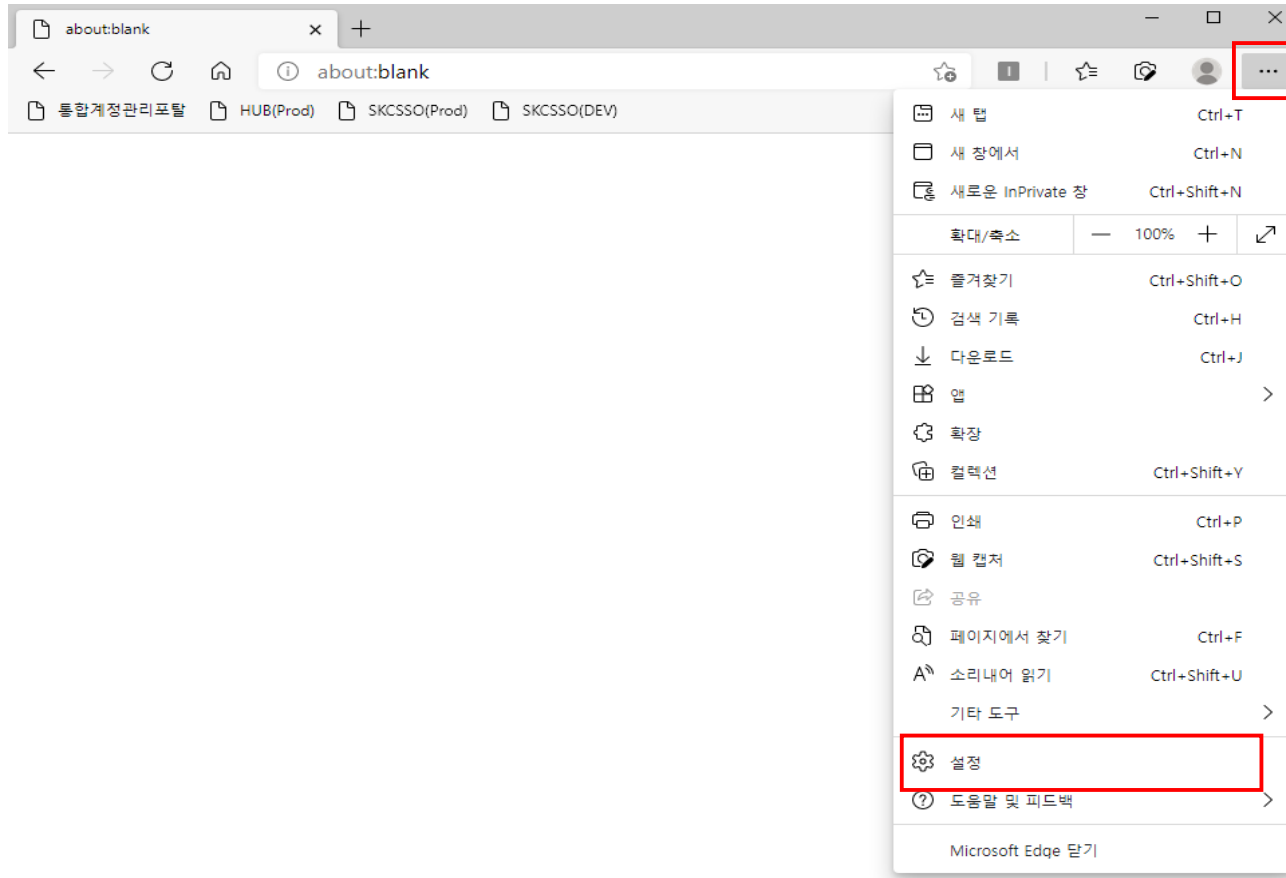 about:blank
about:blank
통합계정관리포탈 HUB(Prod) SKCSSO(Prod) SKCSSO(DEV)
새 탭 Ctrl+T
새 창에서 Ctrl+N
새로운 InPrivate 창 Ctrl+Shift+N
확대/축소 100%
즐겨찾기 Ctrl+Shift+O
검색 기록 Ctrl+H
다운로드 Ctrl+J
앱
확장
컬렉션 Ctrl+Shift+Y
인쇄 Ctrl+P
웹 캡처 Ctrl+Shift+S
공유
페이지에서 찾기 Ctrl+F
소리내어 읽기 Ctrl+Shift+U
기타 도구
설정
도움말 및 피드백
Microsoft Edge 닫기